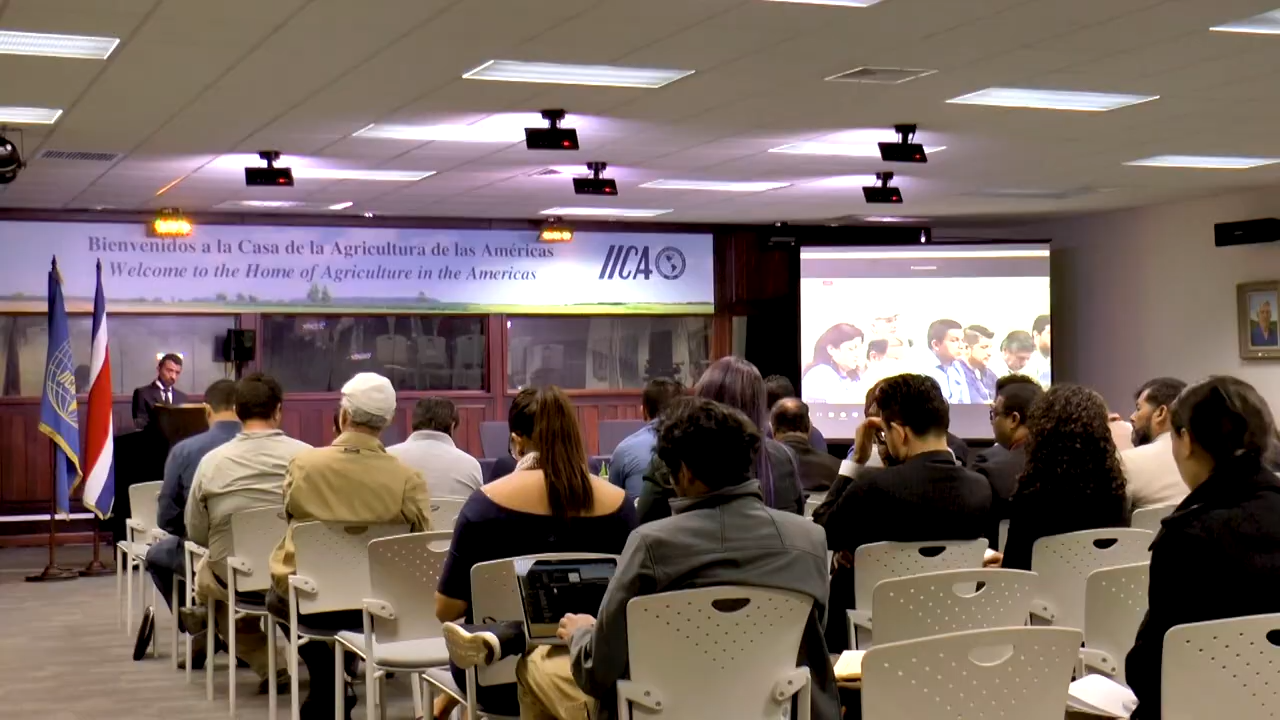 Bienvenidos a la Casa de la Agricultura de las Américas
Welcome to the Home of Agriculture in the Americas
IICA
IICA